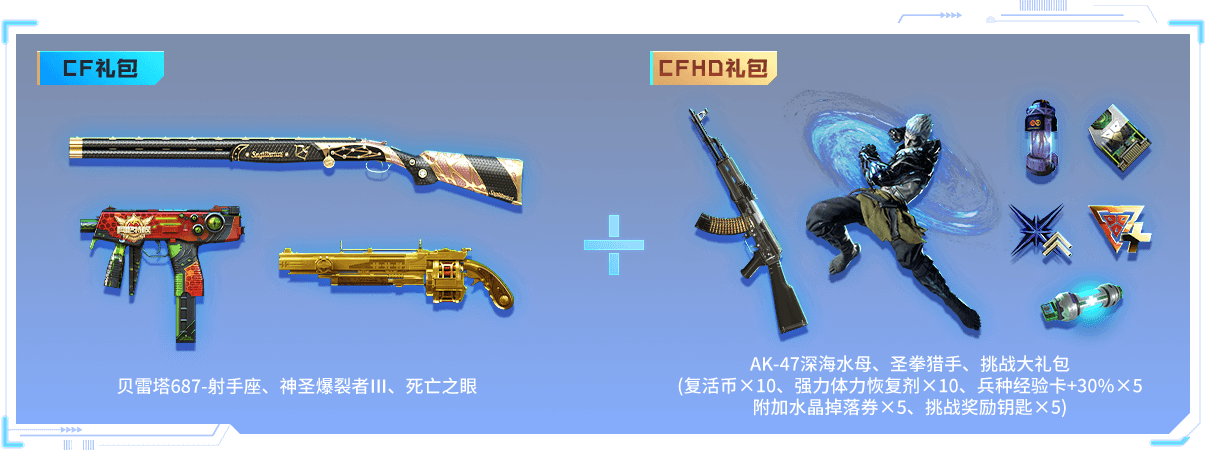 CF礼包
CFHD礼包
Sagittarius
贝雷塔687-射手座、神圣爆裂者III、死亡之眼
AK-47深海水母、圣拳猎手、挑战大礼包
(复活币×10、强力体力恢复剂×10、兵种经验卡+30%×5
附加水晶掉落券×5、挑战奖励钥匙×5)